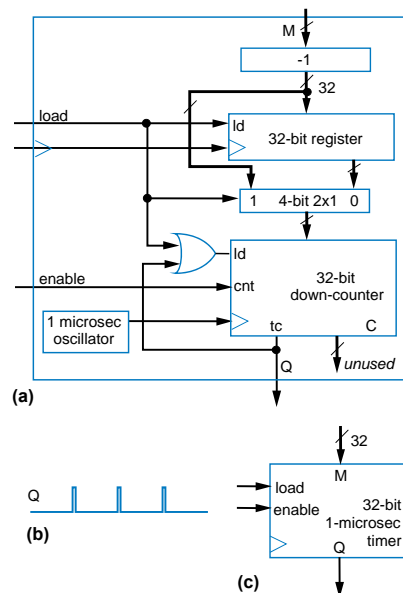 M
-1
32
load
ld
32-bit register
1 4-bit 2x1 0
ld
enable
cnt
32-bit
down-counter
1 microsec
oscillator
tc
C
Q
unused
(a)
32
Q
M
load
enable
32-bit
1-microsec
timer
Q
(b)
(c)